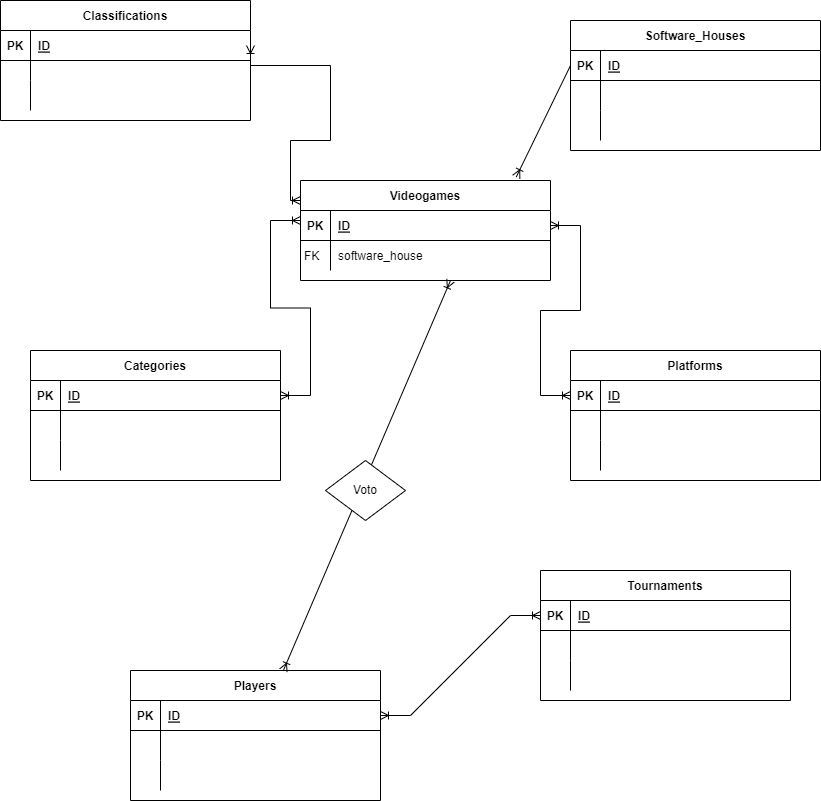 Classifications
PK ID
Software_Houses
PK ID
Videogames
PK ID
FK software_house
Categories
PK ID
Platforms
PK ID
Voto
Tournaments
PK ID
Players
PK ID